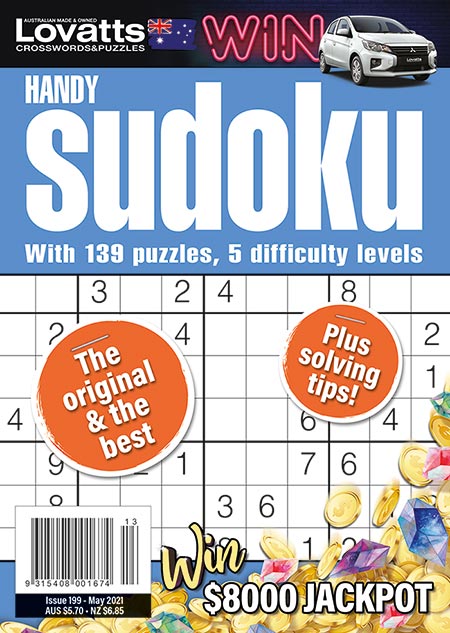 AUSTRALIAN MADE & OWNED
Lovatts
CROSSWORDS&PUZZLES
WIN
Lovatts
HANDY
sudoku
With 139 puzzles, 5 difficulty levels
3 2 4 8
2 4 2
1
4 6 4
9 2 1 7 6
8 3 6
The
original
& the
best
Plus
solving
tips!
13
9 315408 001674
Issue 199 - May 2021
AUS $5.70 - NZ $6.85
Win
$8000 JACKPOT